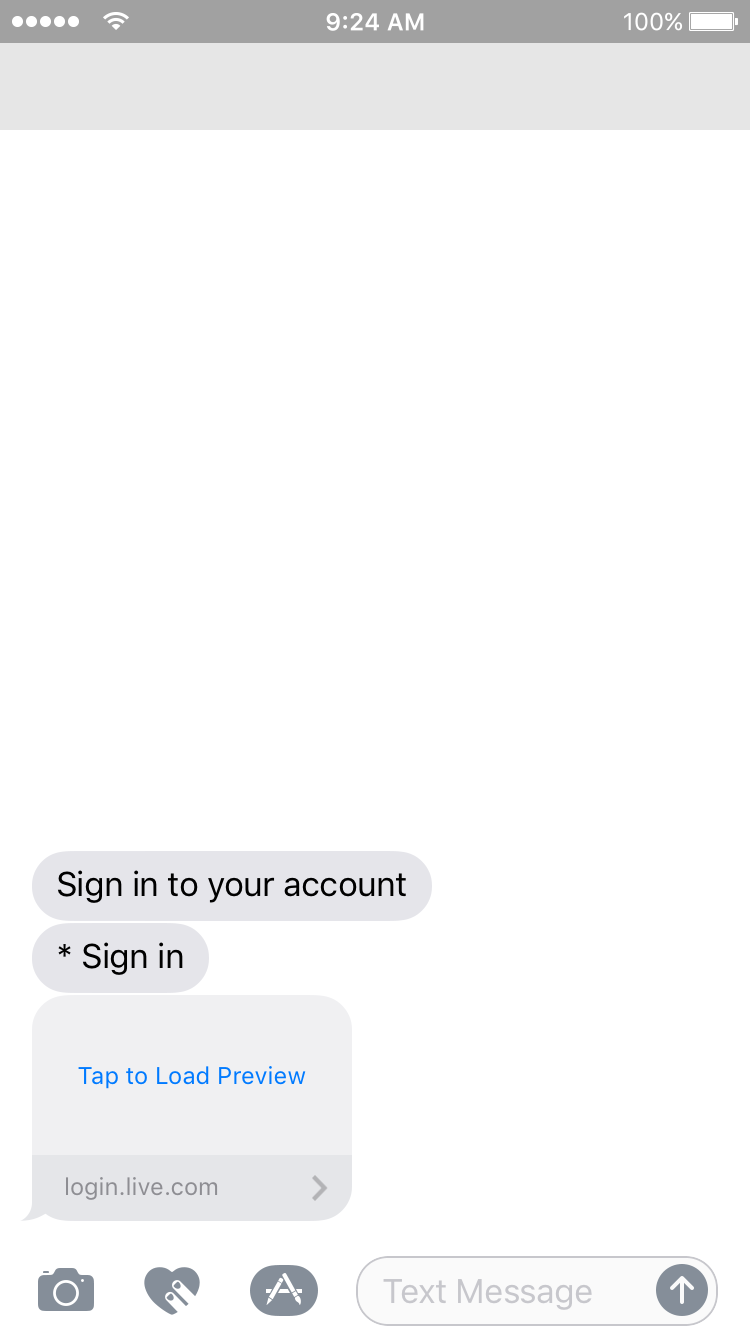 9:24 AM
100%
Sign in to your account
* Sign in
Tap to Load Preview
login.live.com
Text Message